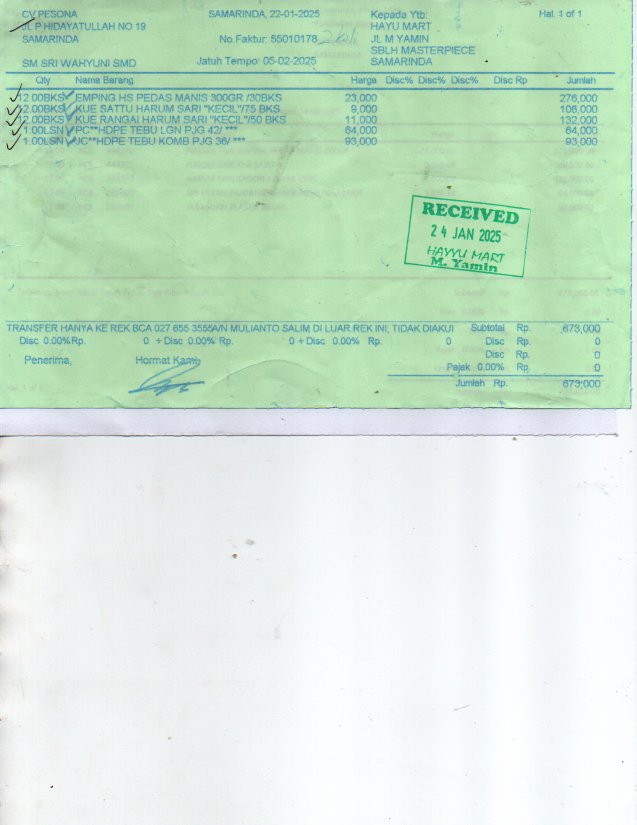 CV PESONA SAMARINDA, 22-01-2025 Kepada Ytb: Hal. 1 of 1
JL P HIDAYATULLAH NO 19 HAYU MART
SAMARINDA No.Faktur: 55010178 JL M YAMIN
SBLH MASTERPIECE
SM SRI WAHYUNI SMD Jatuh Tempo: 05-02-2025 SAMARINDA
Qty Nama Barang Harga Disc% Disc% Disc% Disc Rp Jumlah
12.00BKS EMPING HS PEDAS MANIS 300GR /30BKS 23,000 276,000
12.00BKS KUE SATTU HARUM SARI "KECIL"/75 BKS 9,000 108,000
12.00BKS KUE RANGAI HARUM SARI "KECIL"/50 BKS 11,000 132,000
1.00LSN PC**HDPE TEBU LGN PJG 42/ *** 64,000 64,000
1.00LSN JC**HDPE TEBU KOMB PJG 36/ *** 93,000 93,000
RECEIVED
24 JAN 2025
HAYYU MART
M. Yamin
TRANSFER HANYA KE REK BCA 027 655 3555A/N MULIANTO SALIM DI LUAR REK INI, TIDAK DIAKUI Subtotal Rp. 673,000
Disc 0.00%Rp. 0 + Disc 0.00% Rp. 0 + Disc 0.00% Rp. 0 Disc Rp. 0
Disc Rp. 0
Penerima, Hormat Kami, Pajak 0.00% Rp. 0
Jumlah Rp. 673,000